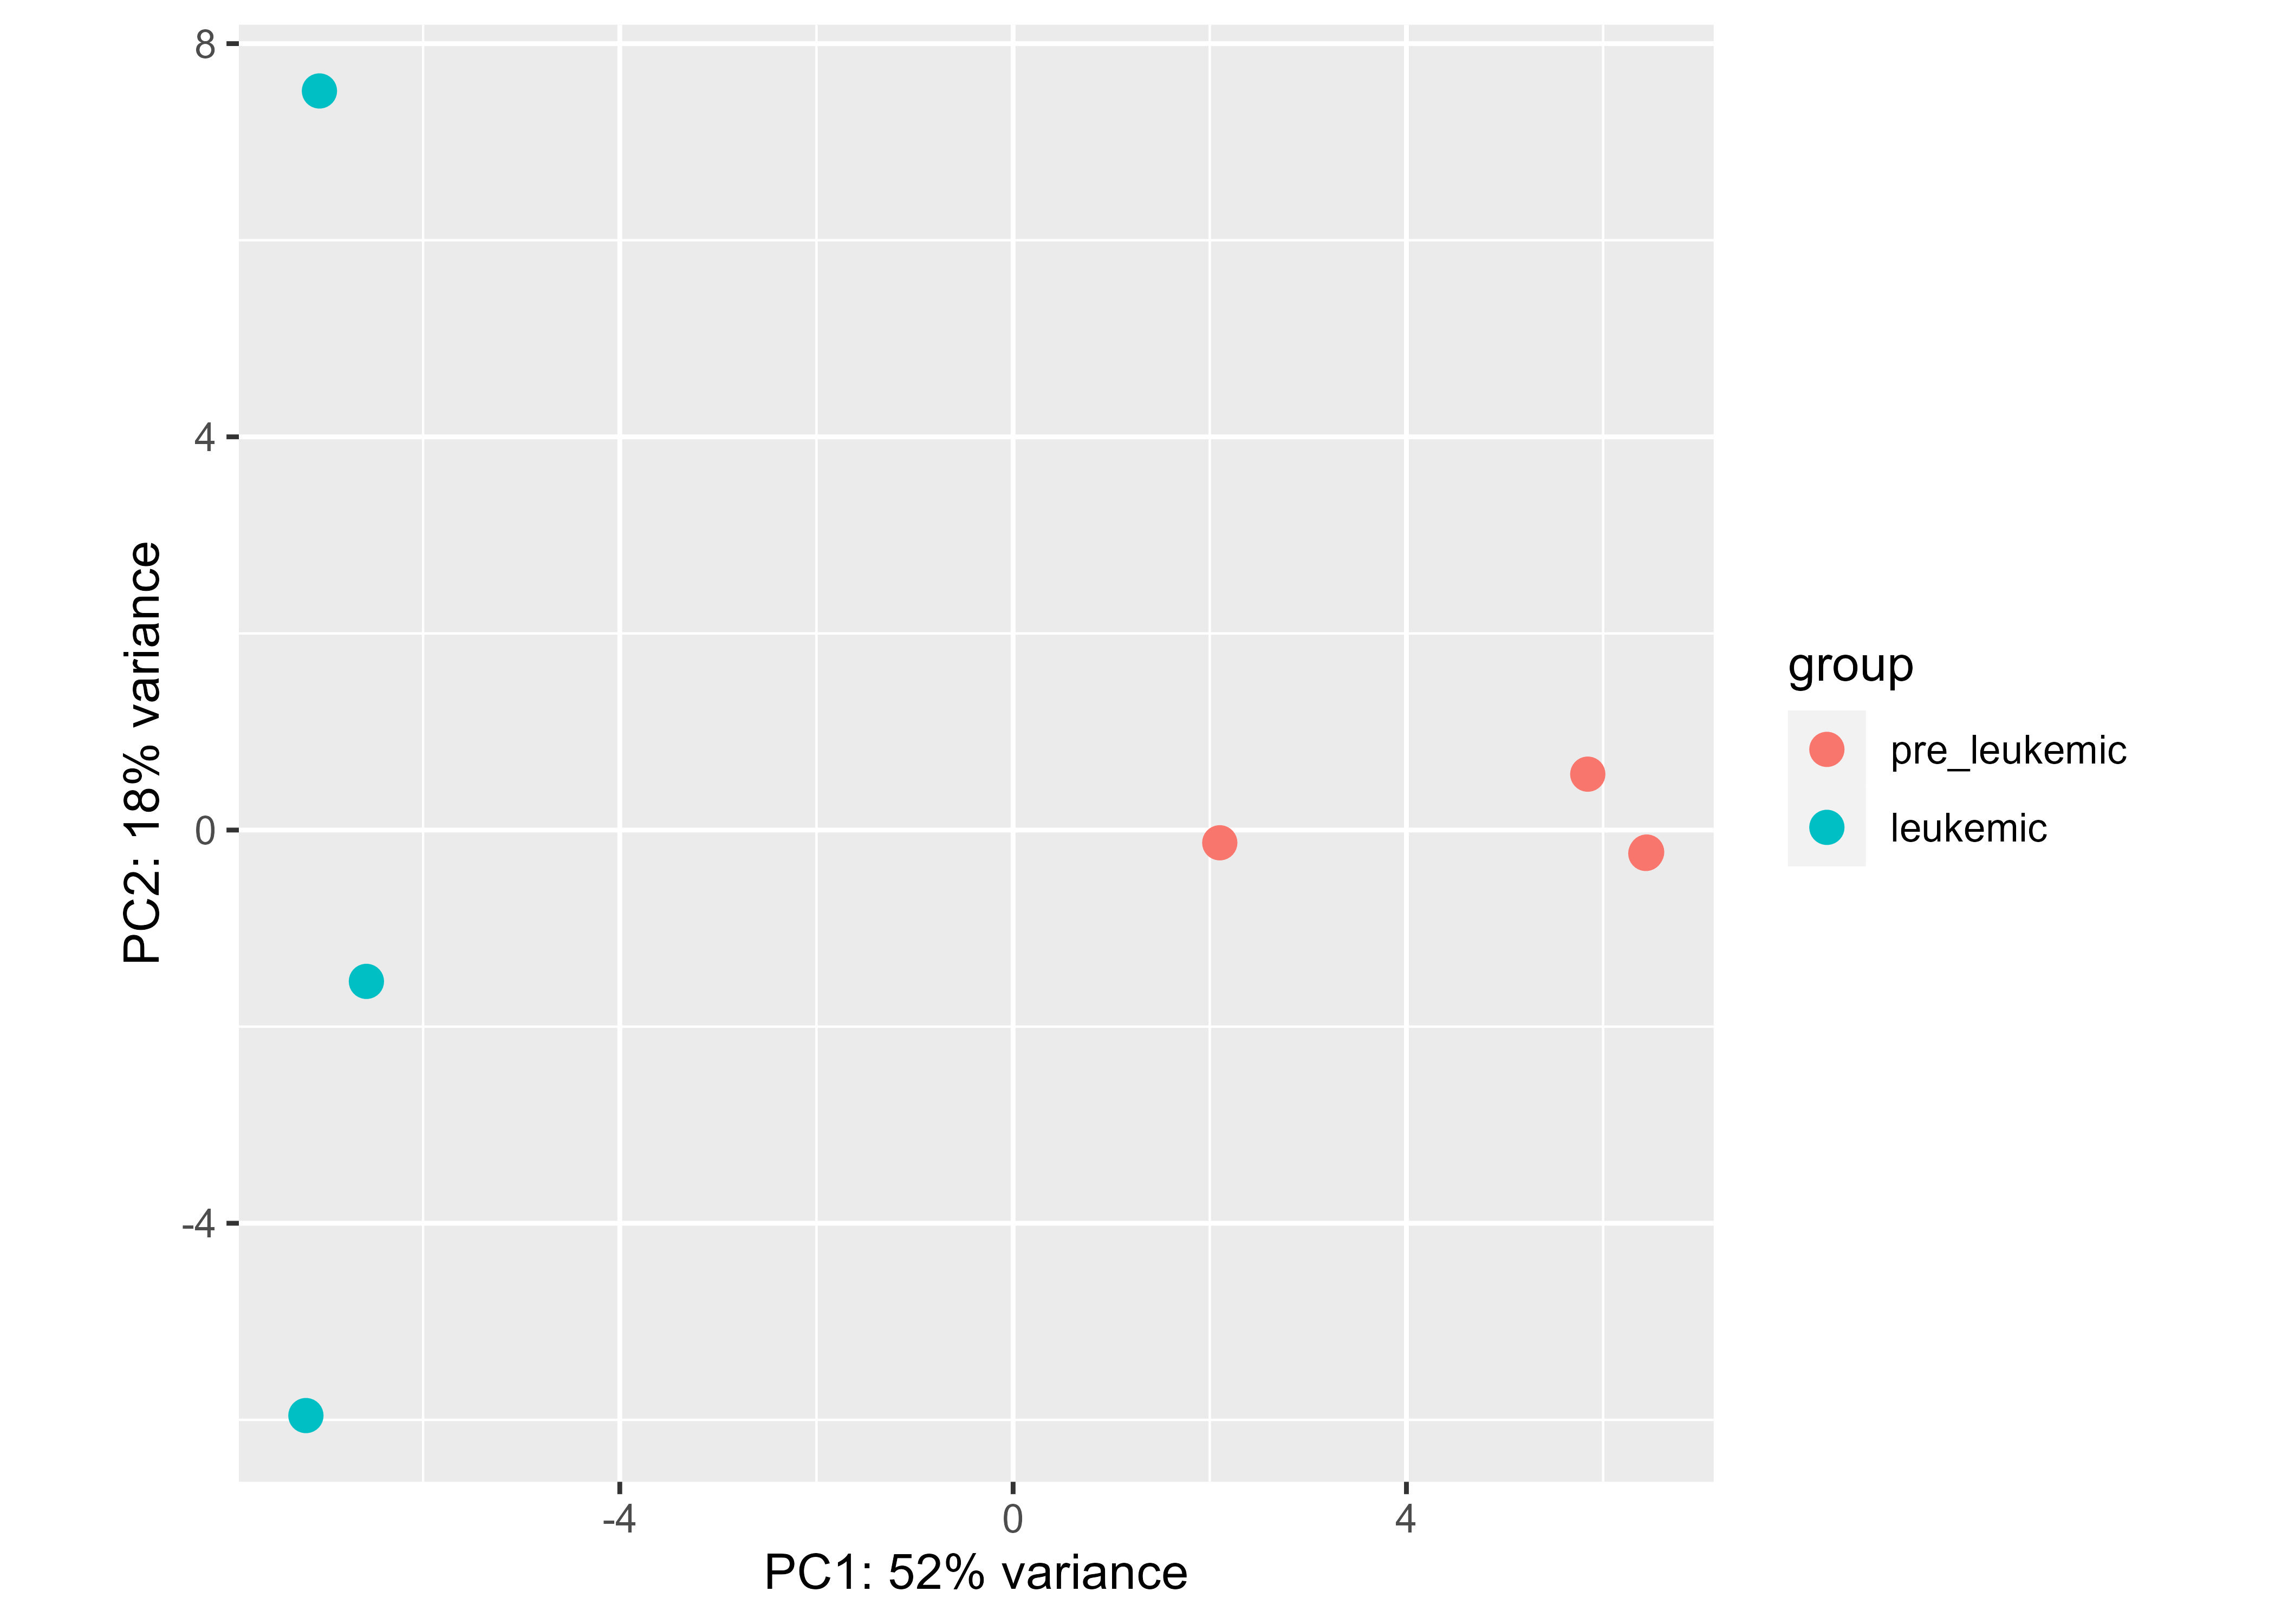 8
4
0
-4
PC2: 18% variance
-4
0
4
PC1: 52% variance
group
pre_leukemic
leukemic